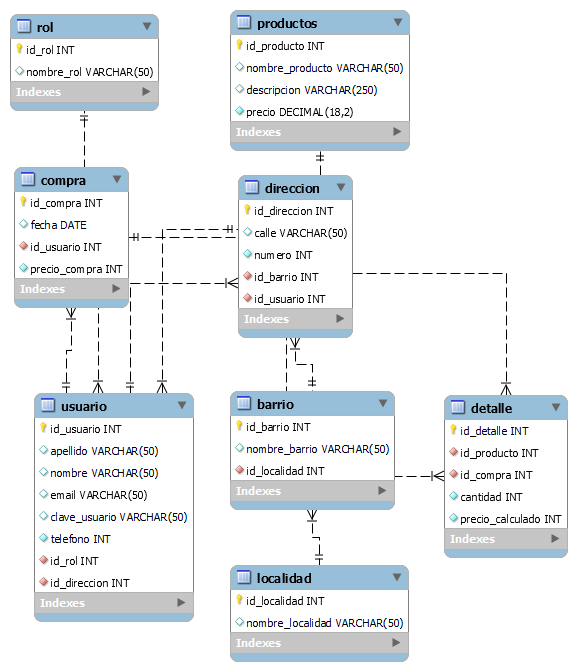 rol
id_rol INT
nombre_rol VARCHAR(50)
Indexes
productos
id_producto INT
nombre_producto VARCHAR(50)
descripcion VARCHAR(250)
precio DECIMAL(18,2)
Indexes
compra
id_compra INT
fecha DATE
id_usuario INT
precio_compra INT
Indexes
direccion
id_direccion INT
calle VARCHAR(50)
numero INT
id_barrio INT
id_usuario INT
Indexes
usuario
id_usuario INT
apellido VARCHAR(50)
nombre VARCHAR(50)
email VARCHAR(50)
clave_usuario VARCHAR(50)
telefono INT
id_rol INT
id_direccion INT
Indexes
barrio
id_barrio INT
nombre_barrio VARCHAR(50)
id_localidad INT
Indexes
detalle
id_detalle INT
id_producto INT
id_compra INT
cantidad INT
precio_calculado INT
Indexes
localidad
id_localidad INT
nombre_localidad VARCHAR(50)
Indexes